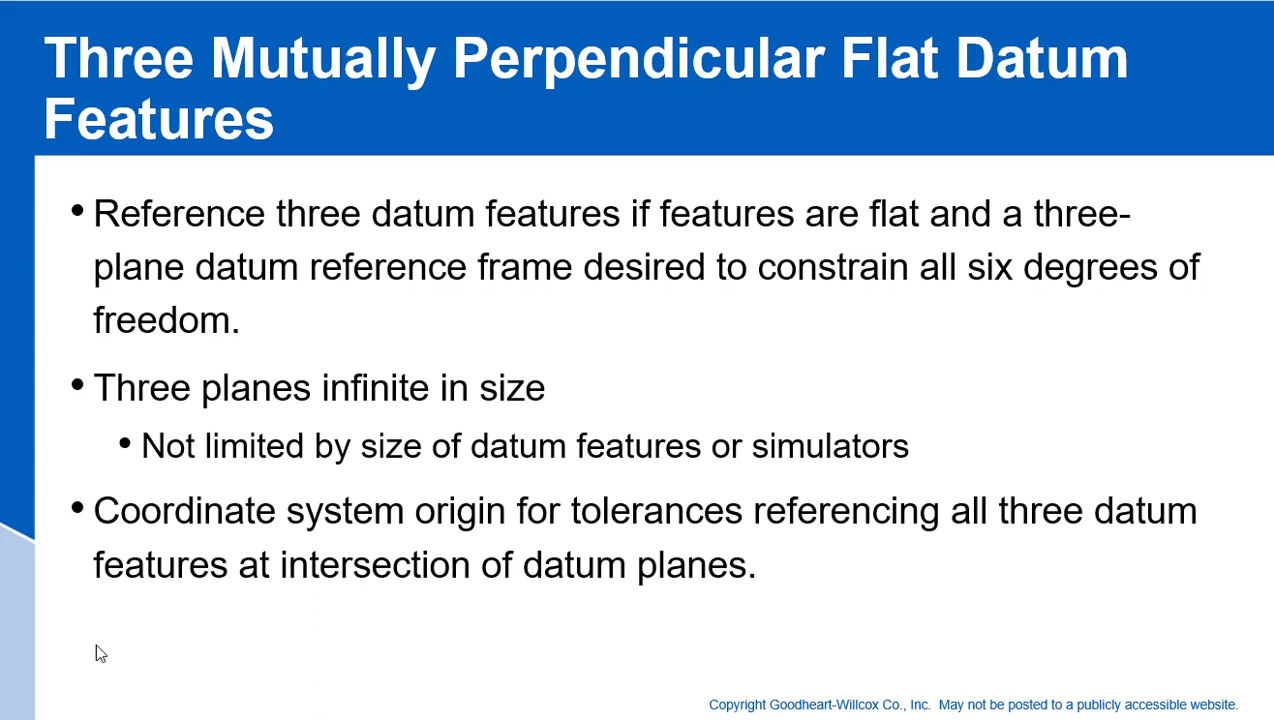 Three Mutually Perpendicular Flat Datum
Features
• Reference three datum features if features are flat and a three-
plane datum reference frame desired to constrain all six degrees of
freedom.
• Three planes infinite in size
• Not limited by size of datum features or simulators
• Coordinate system origin for tolerances referencing all three datum
features at intersection of datum planes.
Copyright Goodheart-Willcox Co., Inc. May not be posted to a publicly accessible website.